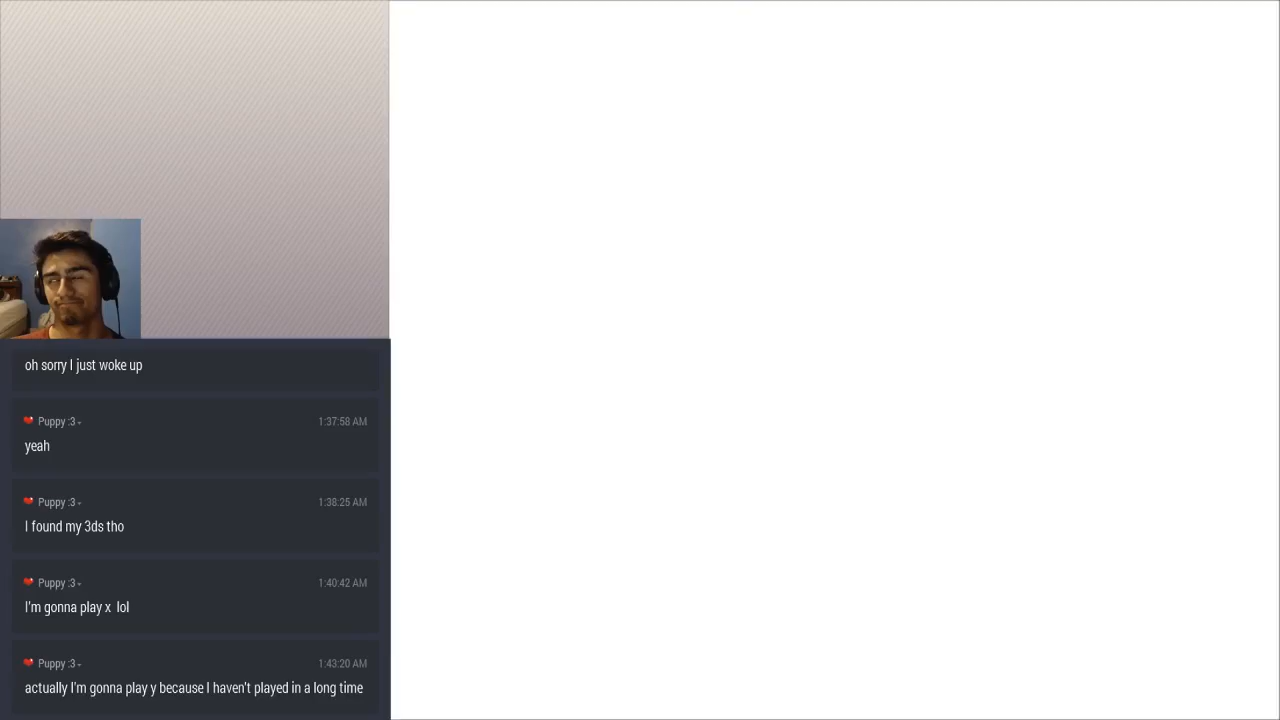 oh sorry I just woke up
Puppy :3 1:37:58 AM
yeah
Puppy :3 1:38:25 AM
I found my 3ds tho
Puppy :3 1:40:42 AM
I'm gonna play x lol
Puppy :3 1:43:20 AM
actually I'm gonna play y because I haven't played in a long time